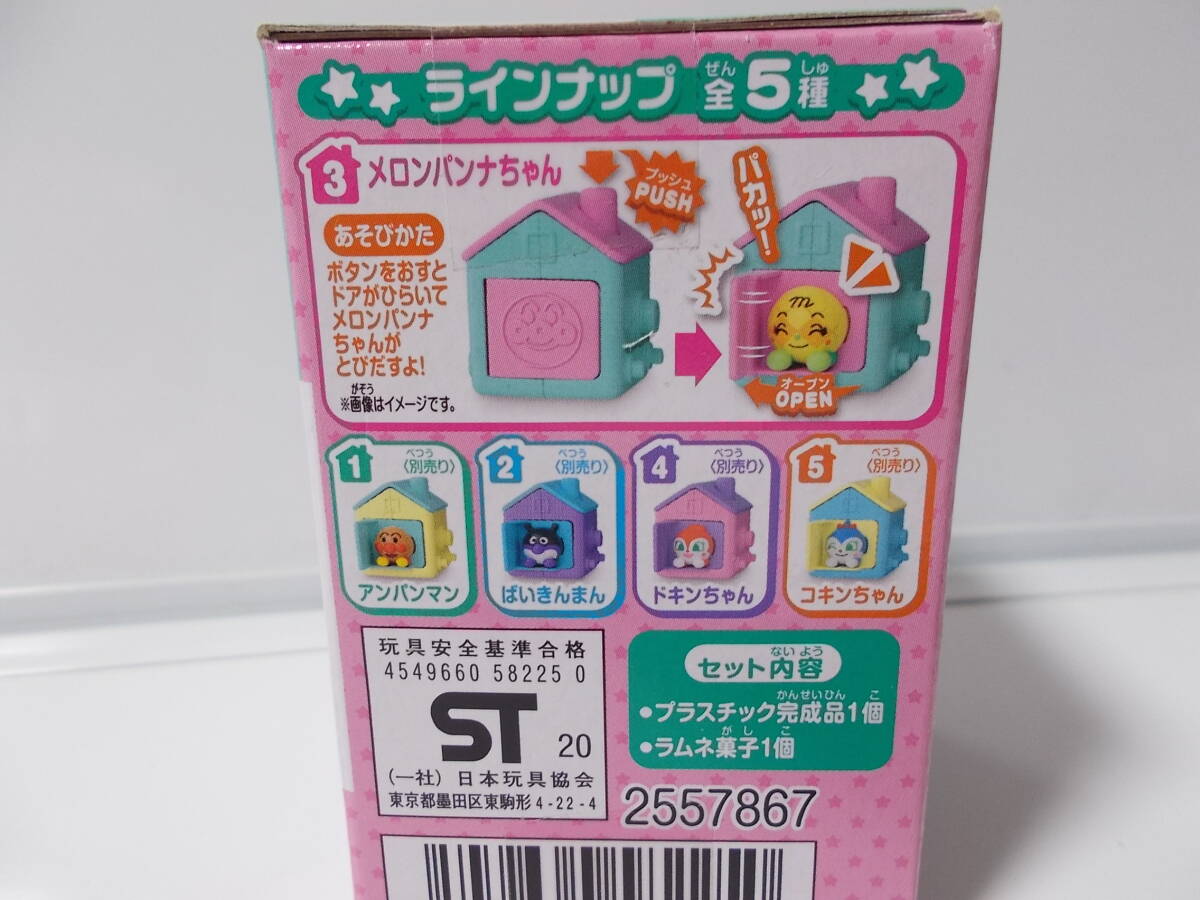 ラインナップ 全5種
ぜん しゅ
3 メロンパンナちゃん
プッシュ
PUSH
パカッ!
あそびかた
ボタンをおすと
ドアがひらいて
メロンパンナ
ちゃんが
とびだすよ!
がぞう
※画像はイメージです。
オープン
OPEN
1 べつう 〈別売り〉
アンパンマン
2 べつう 〈別売り〉
ばいきんまん
4 べつう 〈別売り〉
ドキンちゃん
5 べつう 〈別売り〉
コキンちゃん
玩具安全基準合格
4549660 58225 0
ST 20
(一社) 日本玩具協会
東京都墨田区東駒形4-22-4
ないよう
セット内容
かんせいひん こ
●プラスチック完成品1個
がし こ
●ラムネ菓子1個
2557867